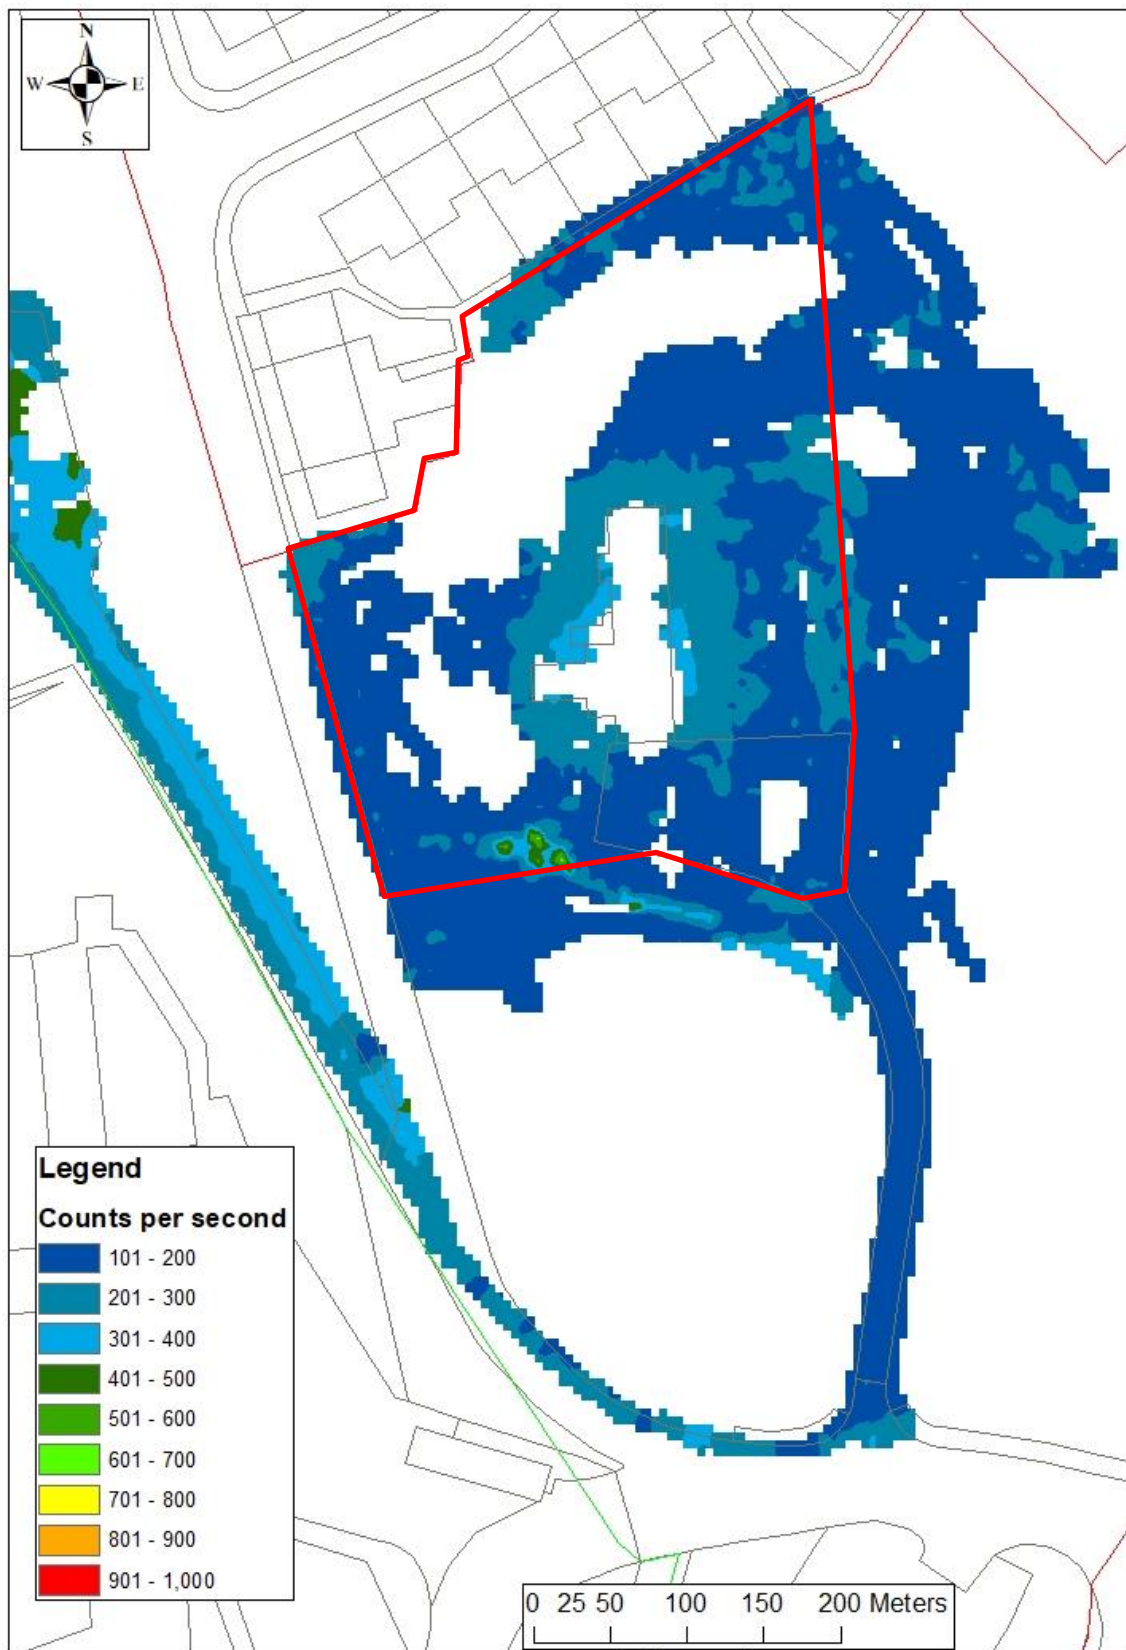 N
W E
S
Legend
Counts per second
101 - 200
201 - 300
301 - 400
401 - 500
501 - 600
601 - 700
701 - 800
801 - 900
901 - 1,000
0 25 50 100 150 200 Meters